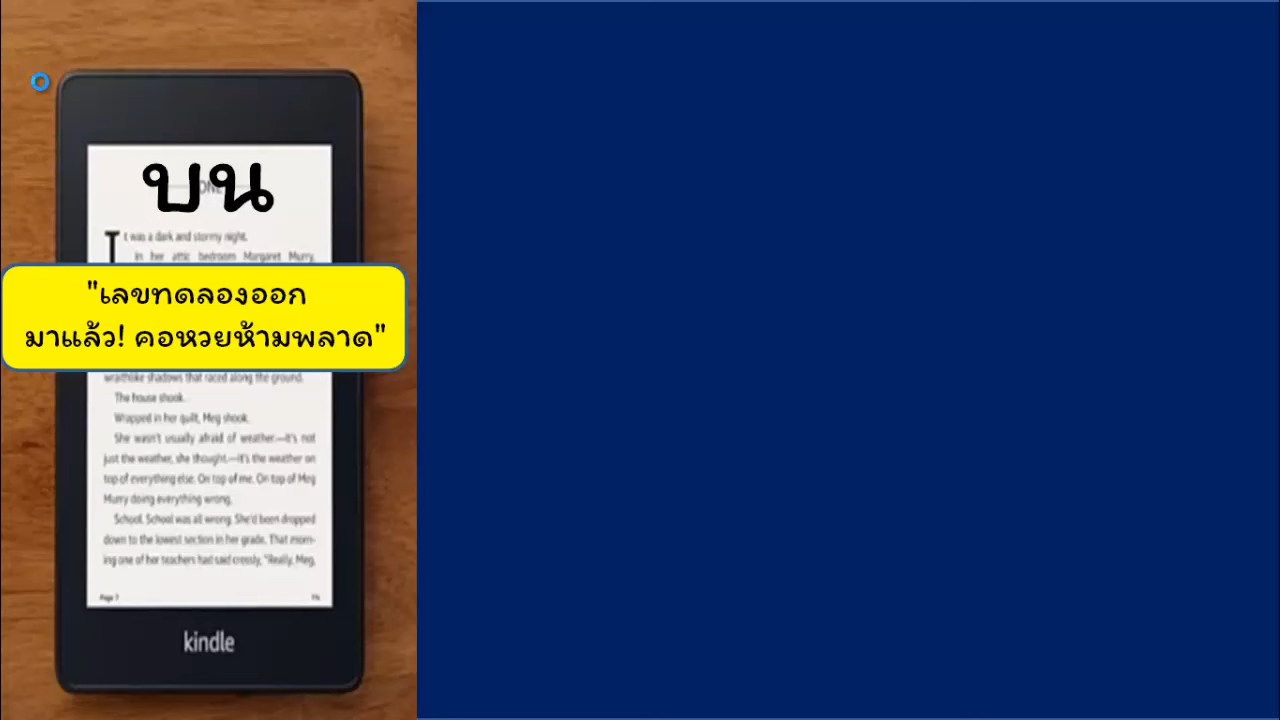 บน
ONE
It was a dark and stormy night.
In her attic bedroom Margaret Murry,
"เลขทดลองออก
มาแล้ว! คอหวยห้ามพลาด"
wraithlike shadows that raced along the ground.
The house shook.
Wrapped in her quilt, Meg shook.
She wasn't usually afraid of weather.—It's not
just the weather, she thought.—It's the weather on
top of everything else. On top of me. On top of Meg
Murry doing everything wrong.
School. School was all wrong. She'd been dropped
down to the lowest section in her grade. That morn-
ing one of her teachers had said crossly, "Really, Meg,
Page 7
1%
kindle